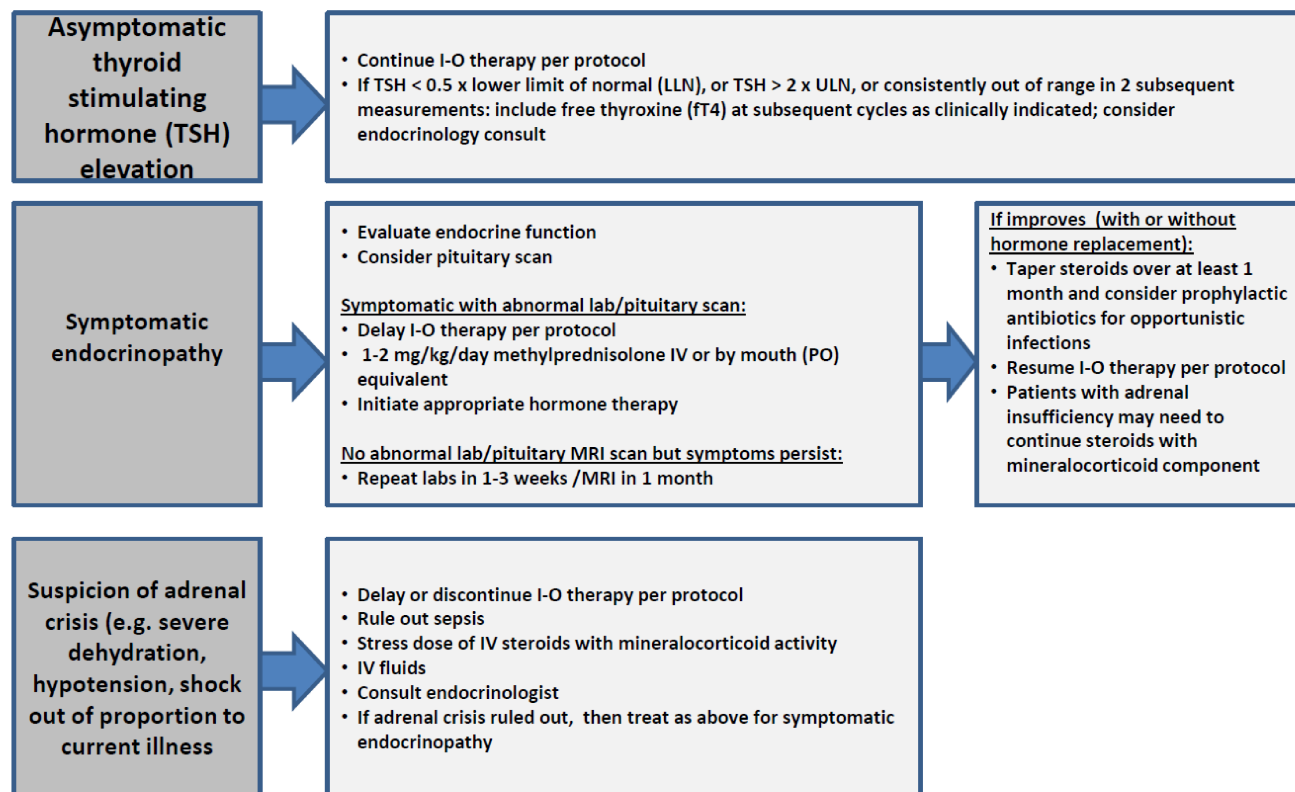 Asymptomatic
thyroid
stimulating
hormone (TSH)
elevation
• Continue I-O therapy per protocol
• If TSH < 0.5 x lower limit of normal (LLN), or TSH > 2 x ULN, or consistently out of range in 2 subsequent
measurements: include free thyroxine (fT4) at subsequent cycles as clinically indicated; consider
endocrinology consult
Symptomatic
endocrinopathy
• Evaluate endocrine function
• Consider pituitary scan
Symptomatic with abnormal lab/pituitary scan:
• Delay I-O therapy per protocol
• 1-2 mg/kg/day methylprednisolone IV or by mouth (PO)
equivalent
• Initiate appropriate hormone therapy
No abnormal lab/pituitary MRI scan but symptoms persist:
• Repeat labs in 1-3 weeks /MRI in 1 month
If improves (with or without
hormone replacement):
• Taper steroids over at least 1
month and consider prophylactic
antibiotics for opportunistic
infections
• Resume I-O therapy per protocol
• Patients with adrenal
insufficiency may need to
continue steroids with
mineralocorticoid component
Suspicion of adrenal
crisis (e.g. severe
dehydration,
hypotension, shock
out of proportion to
current illness
• Delay or discontinue I-O therapy per protocol
• Rule out sepsis
• Stress dose of IV steroids with mineralocorticoid activity
• IV fluids
• Consult endocrinologist
• If adrenal crisis ruled out, then treat as above for symptomatic
endocrinopathy